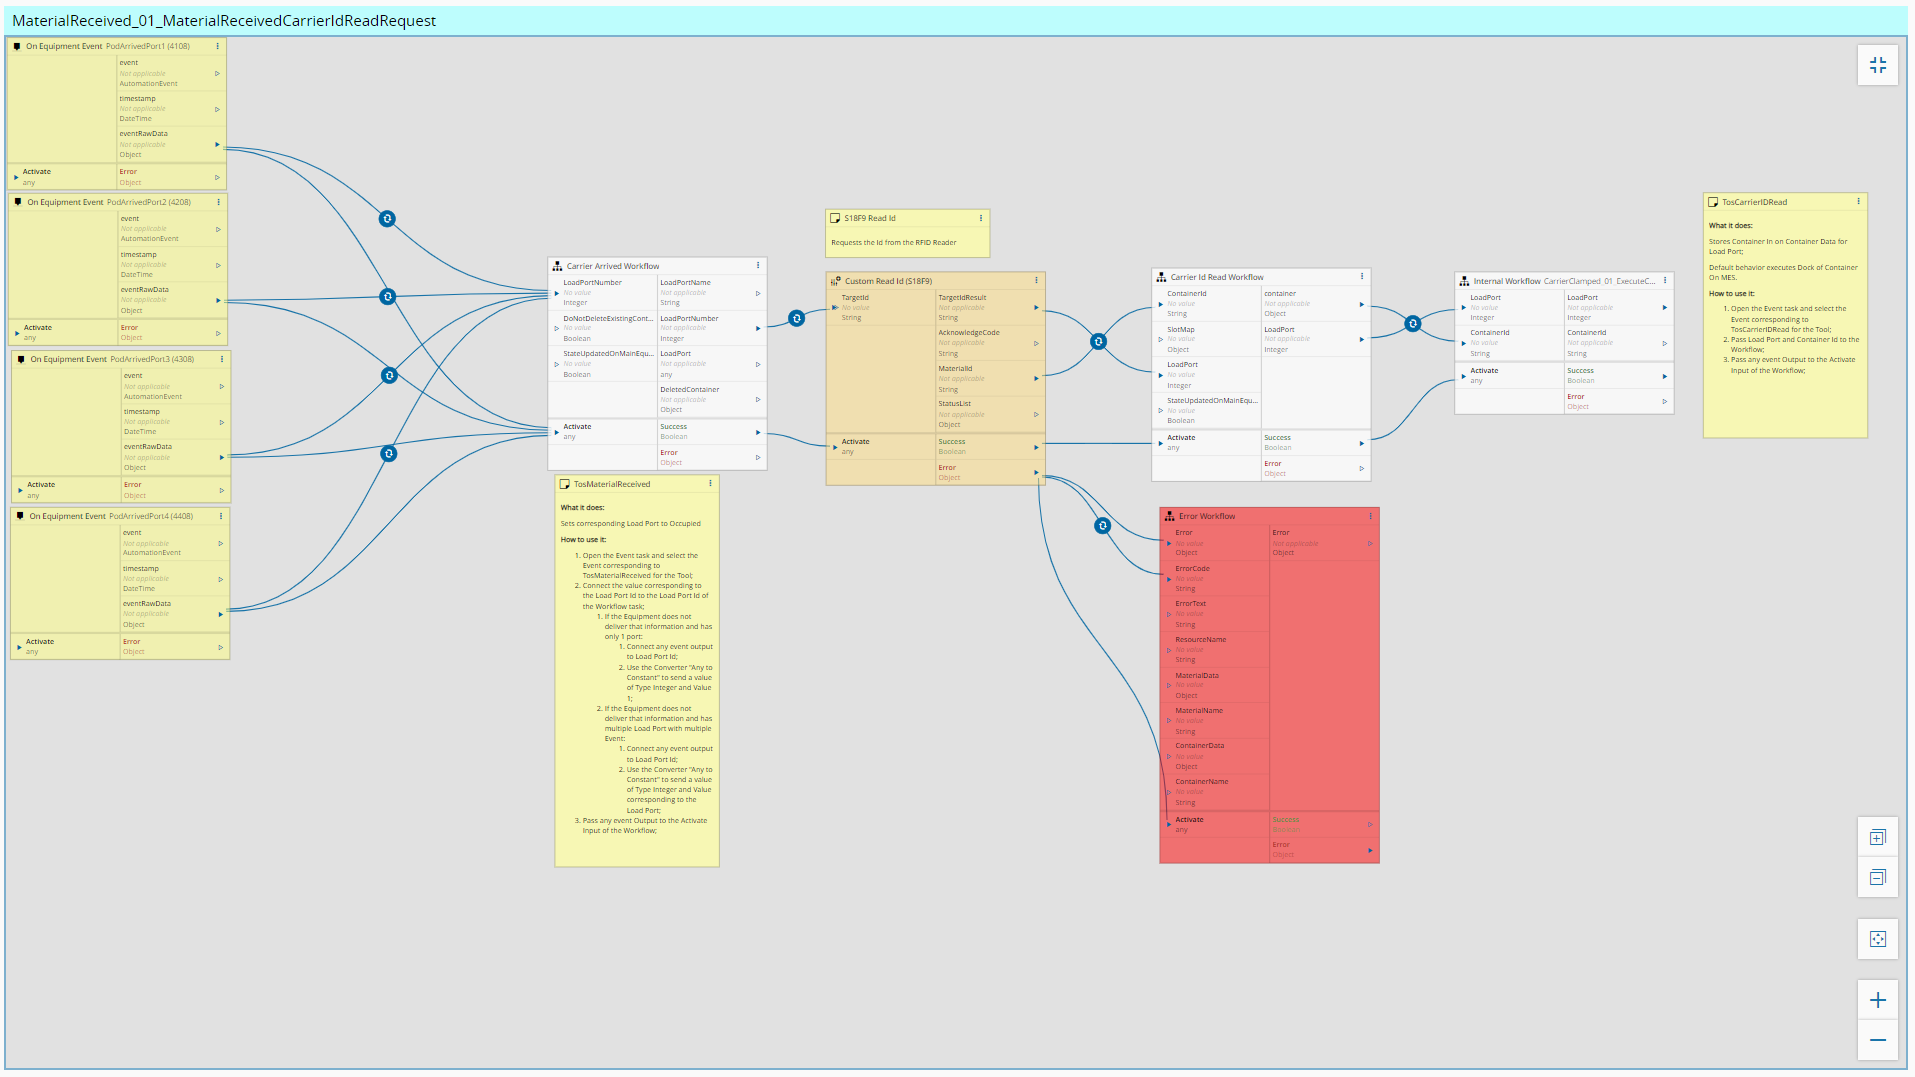 MaterialReceived_01_MaterialReceivedCarrierIdReadRequest
On Equipment Event PodArrivedPort1 (4108)
event
Not applicable
AutomationEvent
timestamp
Not applicable
DateTime
eventRawData
Not applicable
Object
Activate
any
Error
Object
On Equipment Event PodArrivedPort2 (4208)
event
Not applicable
AutomationEvent
timestamp
Not applicable
DateTime
eventRawData
Not applicable
Object
Activate
any
Error
Object
On Equipment Event PodArrivedPort3 (4308)
event
Not applicable
AutomationEvent
timestamp
Not applicable
DateTime
eventRawData
Not applicable
Object
Activate
any
Error
Object
On Equipment Event PodArrivedPort4 (4408)
event
Not applicable
AutomationEvent
timestamp
Not applicable
DateTime
eventRawData
Not applicable
Object
Activate
any
Error
Object
Carrier Arrived Workflow
LoadPortNumber
No value
Integer
DoNotDeleteExistingCont...
No value
Boolean
StateUpdatedOnMainEqu...
No value
Boolean
LoadPortName
Not applicable
String
LoadPortNumber
Not applicable
Integer
LoadPort
Not applicable
any
DeletedContainer
Not applicable
Object
Activate
any
Success
Boolean
Error
Object
TosMaterialReceived
What it does:
Sets corresponding Load Port to Occupied
How to use it:
1. Open the Event task and select the
Event corresponding to
TosMaterialReceived for the Tool;
2. Connect the value corresponding to
the Load Port Id to the Load Port Id of
the Workflow task;
1. If the Equipment does not
deliver that information and has
only 1 port:
1. Connect any event output
to Load Port Id;
2. Use the Converter "Any to
Constant" to send a value
of Type Integer and Value
1;
2. If the Equipment does not
deliver that information and has
multiple Load Port with multiple
Event:
1. Connect any event output
to Load Port Id;
2. Use the Converter "Any to
Constant" to send a value
of Type Integer and Value
corresponding to the
Load Port;
3. Pass any event Output to the Activate
Input of the Workflow;
S18F9 Read Id
Requests the Id from the RFID Reader
Custom Read Id (S18F9)
TargetId
No value
String
TargetIdResult
Not applicable
String
AcknowledgeCode
Not applicable
String
MaterialId
Not applicable
String
StatusList
Not applicable
Object
Activate
any
Success
Boolean
Error
Object
Carrier Id Read Workflow
ContainerId
No value
String
SlotMap
No value
Object
LoadPort
No value
Integer
StateUpdatedOnMainEqu...
No value
Boolean
container
Not applicable
Object
LoadPort
Not applicable
Integer
Activate
any
Success
Boolean
Error
Object
Error Workflow
Error
No value
Object
ErrorCode
No value
String
ErrorText
No value
String
ResourceName
No value
String
MaterialData
No value
Object
MaterialName
No value
String
ContainerData
No value
Object
ContainerName
No value
String
Error
Not applicable
Object
Activate
any
Success
Boolean
Error
Object
Internal Workflow CarrierClamped_01_ExecuteC...
LoadPort
No value
Integer
ContainerId
No value
String
LoadPort
Not applicable
Integer
ContainerId
Not applicable
String
Activate
any
Success
Boolean
Error
Object
TosCarrierIDRead
What it does:
Stores Container In on Container Data for
Load Port;
Default behavior executes Dock of Container
On MES.
How to use it:
1. Open the Event task and select the
Event corresponding to
TosCarrierIDRead for the Tool;
2. Pass Load Port and Container Id to the
Workflow;
3. Pass any event Output to the Activate
Input of the Workflow;